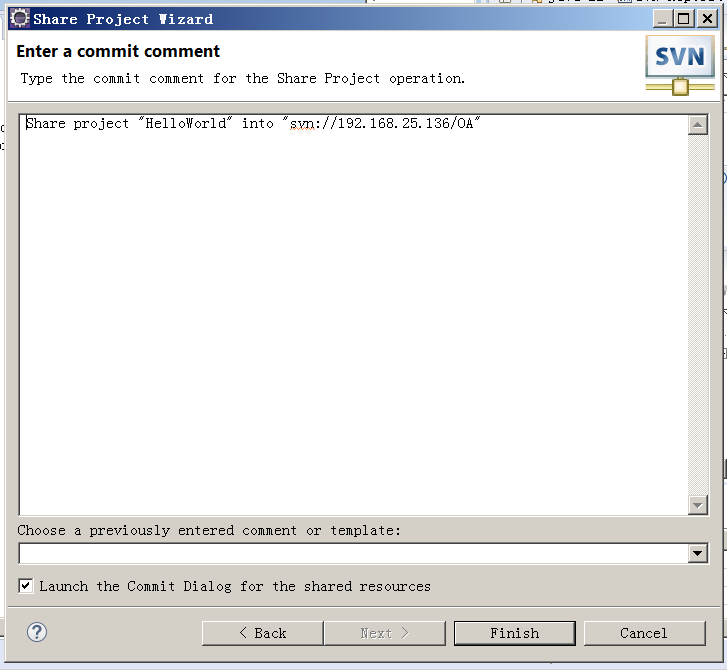 Share Project Wizard
Enter a commit comment
Type the commit comment for the Share Project operation.
SVN
Share project "HelloWorld" into "svn://192.168.25.136/OA"
Choose a previously entered comment or template:
Launch the Commit Dialog for the shared resources
?
< Back
Next >
Finish
Cancel